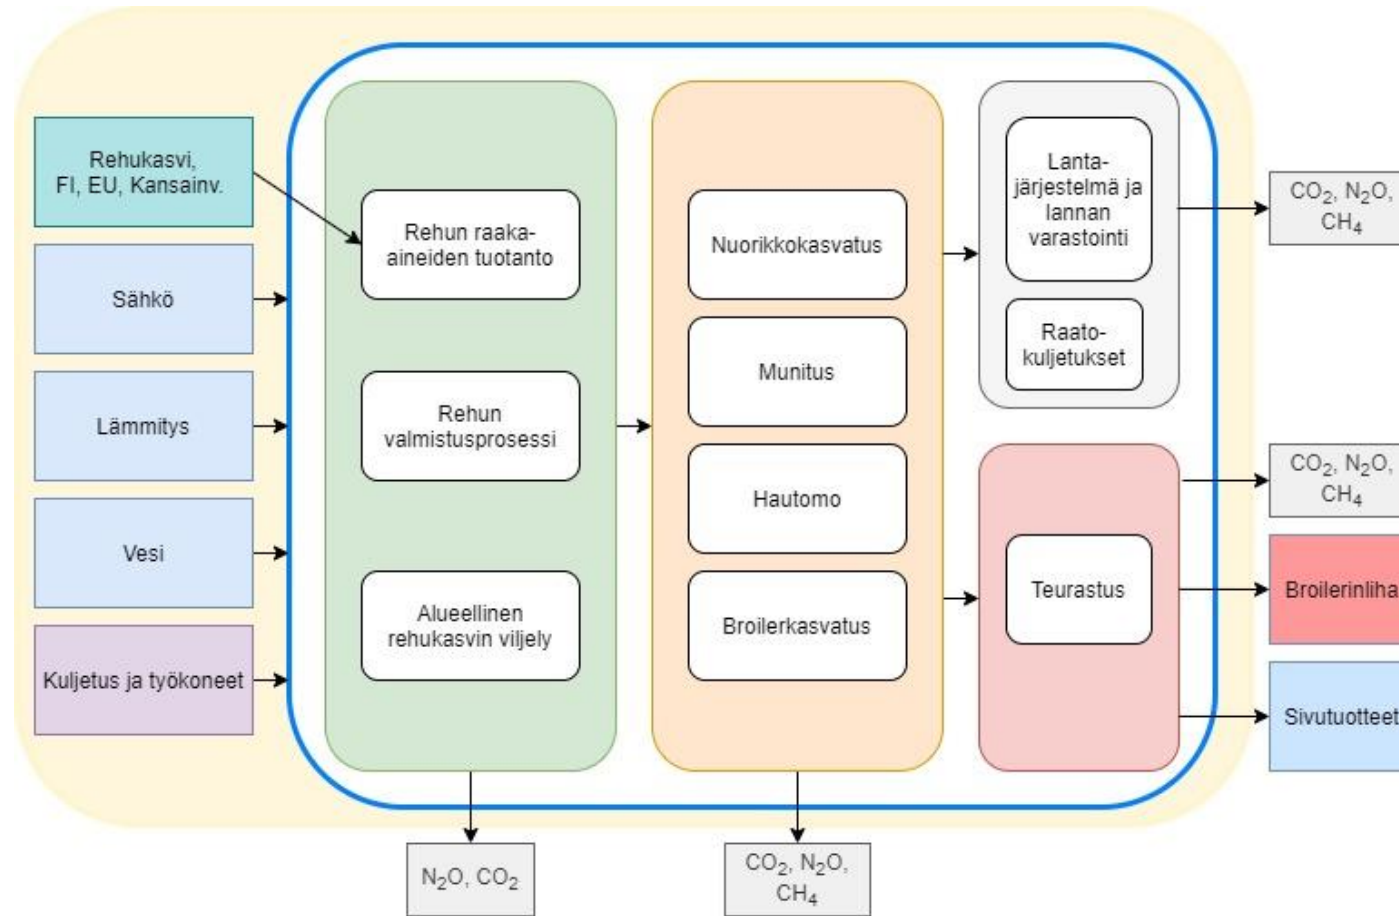 Rehukasvi,
FI, EU, Kansainv.
Sähkö
Lämmitys
Vesi
Kuljetus ja työkoneet
Rehun raaka-
aineiden tuotanto
Rehun
valmistusprosessi
Alueellinen
rehukasvin viljely
Nuorikkokasvatus
Munitus
Hautomo
Broilerkasvatus
Lanta-
järjestelmä ja
lannan
varastointi
Raato-
kuljetukset
Teurastus
CO₂, N₂O,
CH₄
CO₂, N₂O,
CH₄
Broilerinliha
Sivutuotteet
N₂O, CO₂
CO₂, N₂O,
CH₄